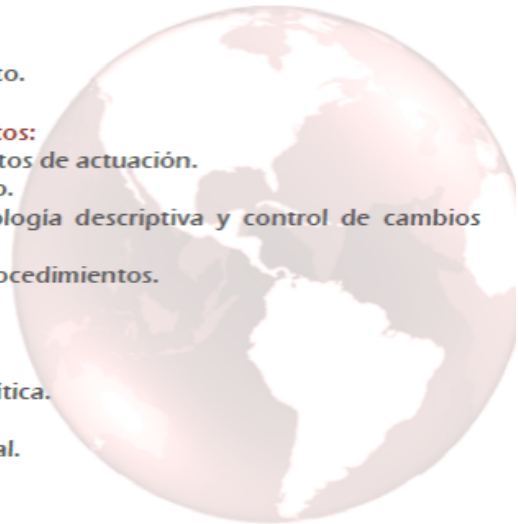 to.
tos:
tos de actuación.
o.
ología descriptiva y control de cambios
ocedimientos.
ítica.
al.